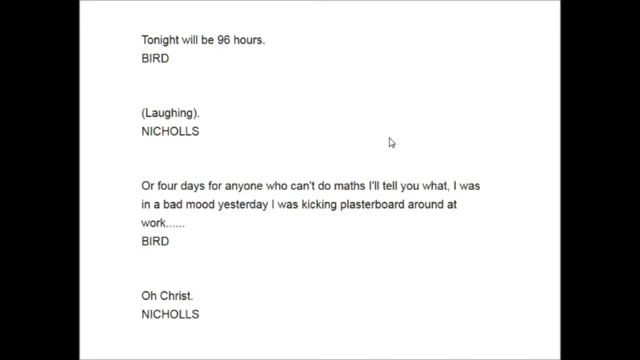 Tonight will be 96 hours.
BIRD
(Laughing).
NICHOLLS
Or four days for anyone who can't do maths I'll tell you what, I was
in a bad mood yesterday I was kicking plasterboard around at
work......
BIRD
Oh Christ.
NICHOLLS